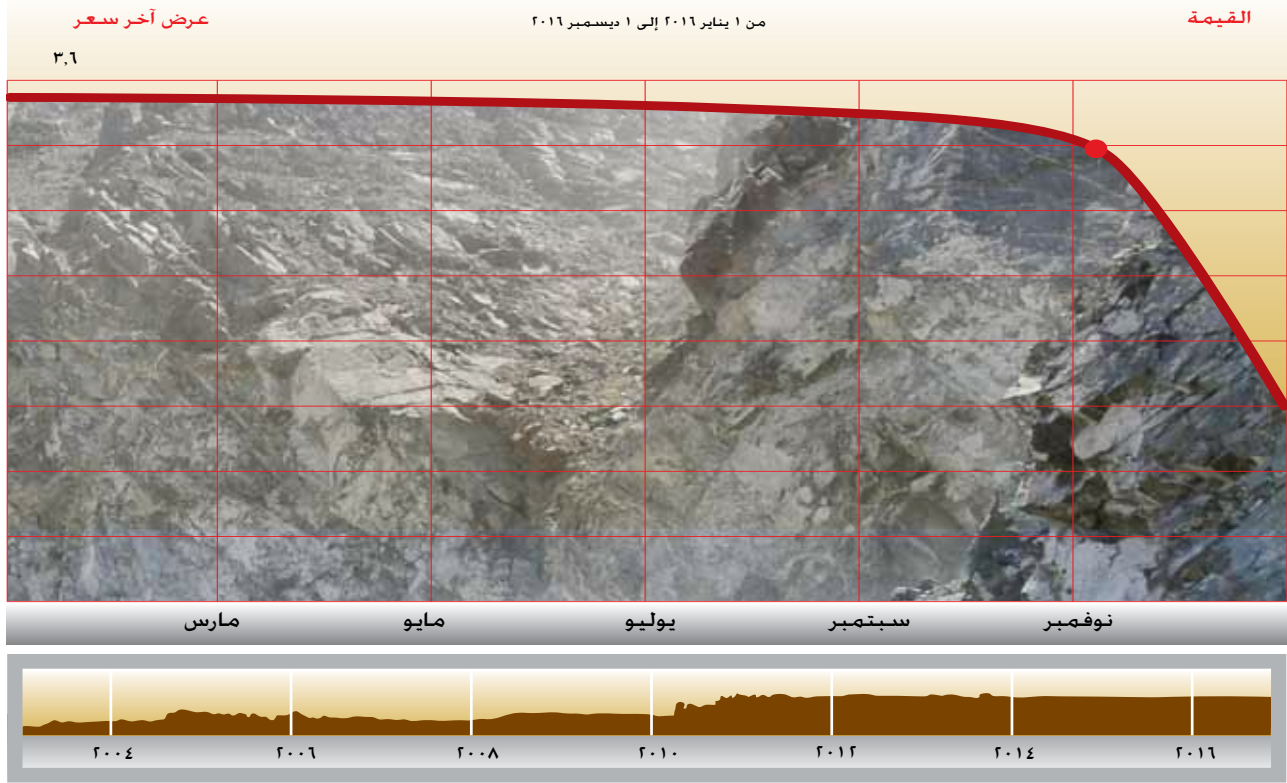 القيمة
من ١ يناير ٢٠١٦ إلى ١ ديسمبر ٢٠١٦
عرض آخر سعر
٣,٦
مارس مايو يوليو سبتمبر نوفمبر
٢٠٠٤ ٢٠٠٦ ٢٠٠٨ ٢٠١٠ ٢٠١٢ ٢٠١٤ ٢٠١٦